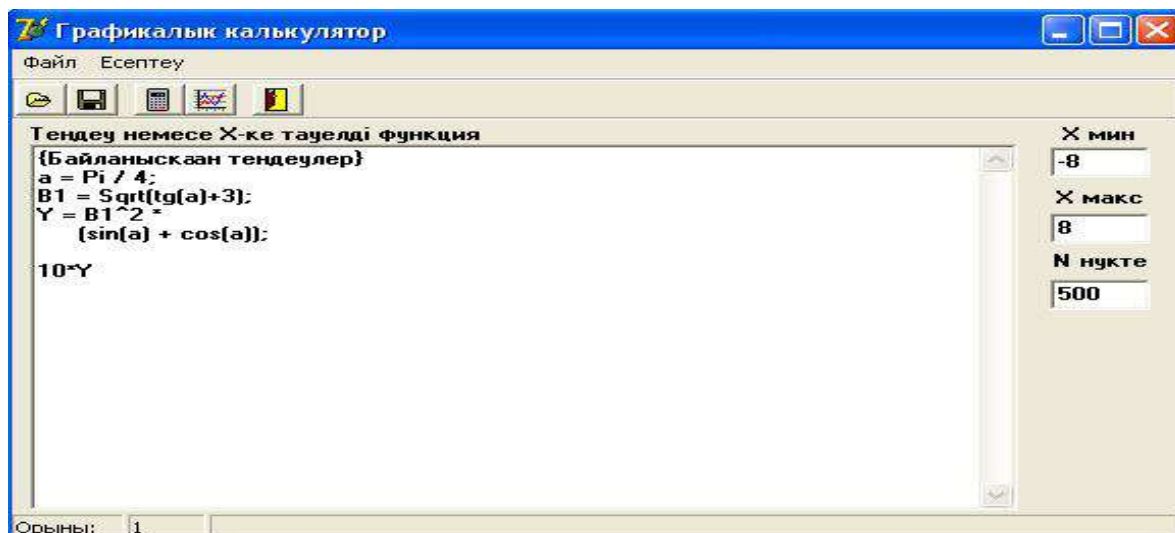 Графикалык калькулятор
Файл Есептеу
Тендеу немесе X-ке тауелді функция
{Байланыскаан тендеулер}
a = Pi / 4;
B1 = Sqrt(tg(a)+3);
Y = B1^2 *
(sin(a) + cos(a));
10*Y
X мин
-8
X макс
8
N нукте
500
Орыны: 1